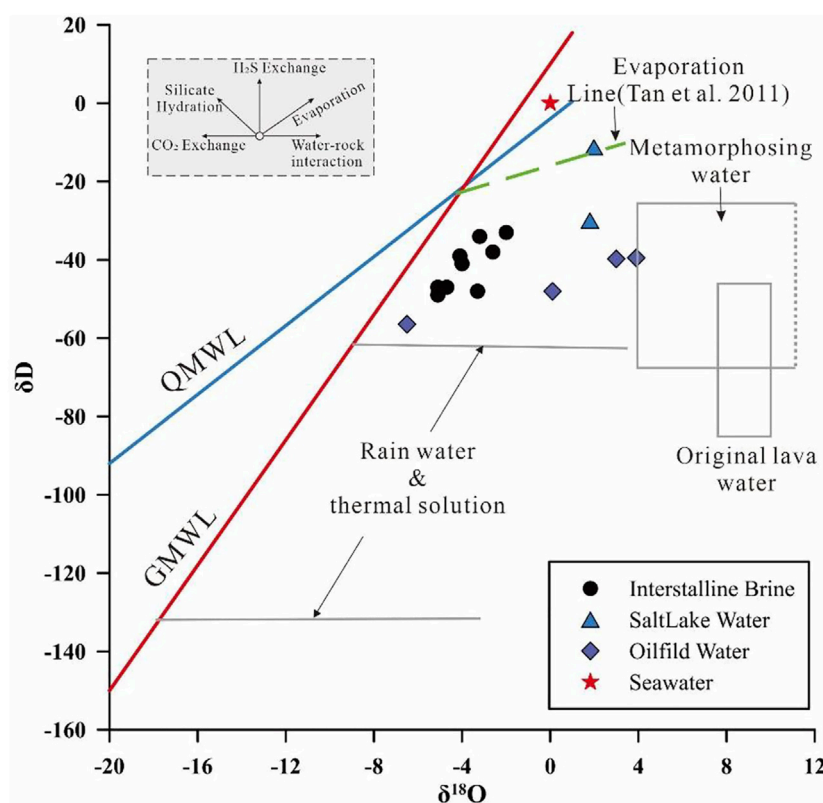 20
0
-20
-40
-60
-80
-100
-120
-140
-160
δD
-20
-16
-12
-8
-4
0
4
8
12
δ¹⁸O
H₂S Exchange
Silicate
Hydration
Evaporation
CO₂ Exchange
Water-rock
interaction
Evaporation
Line(Tan et al. 2011)
Metamorphosing
water
QMWL
GMWL
Rain water
&
thermal solution
Original lava
water
Interstalline Brine
SaltLake Water
Oilfild Water
Seawater